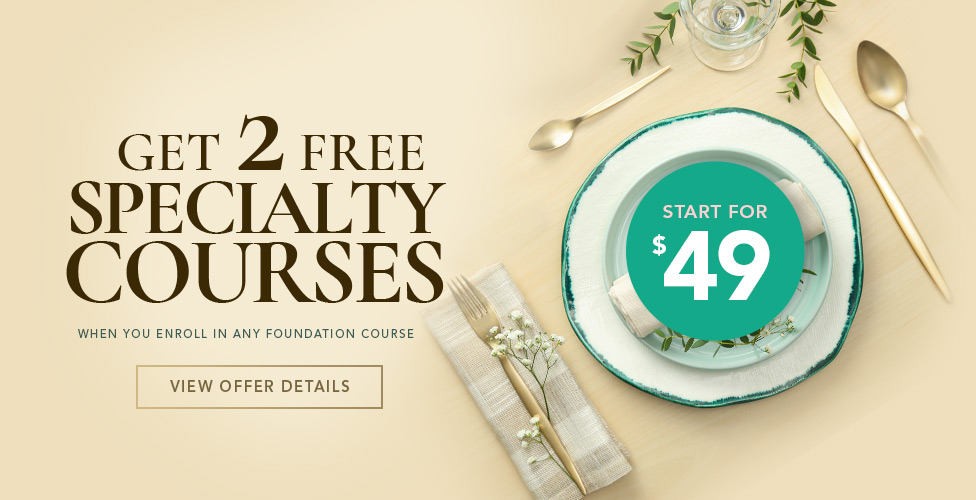 GET 2 FREE
SPECIALTY
COURSES
WHEN YOU ENROLL IN ANY FOUNDATION COURSE
VIEW OFFER DETAILS
START FOR
$49